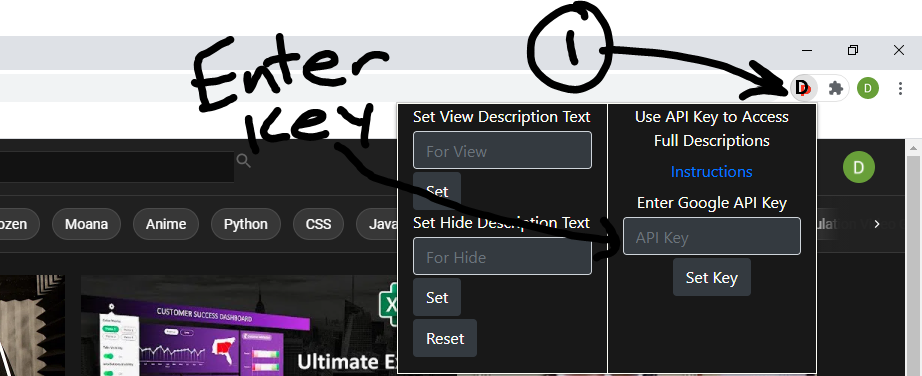 1
Enter
key
D
D
Set View Description Text
For View
Set
Set Hide Description Text
For Hide
Set
Reset
Use API Key to Access
Full Descriptions
Instructions
Enter Google API Key
API Key
Set Key
D
ozen
Moana
Anime
Python
CSS
Java
ulat
CUSTOMER SUCCESS DASHBOARD
Ultimate Ex